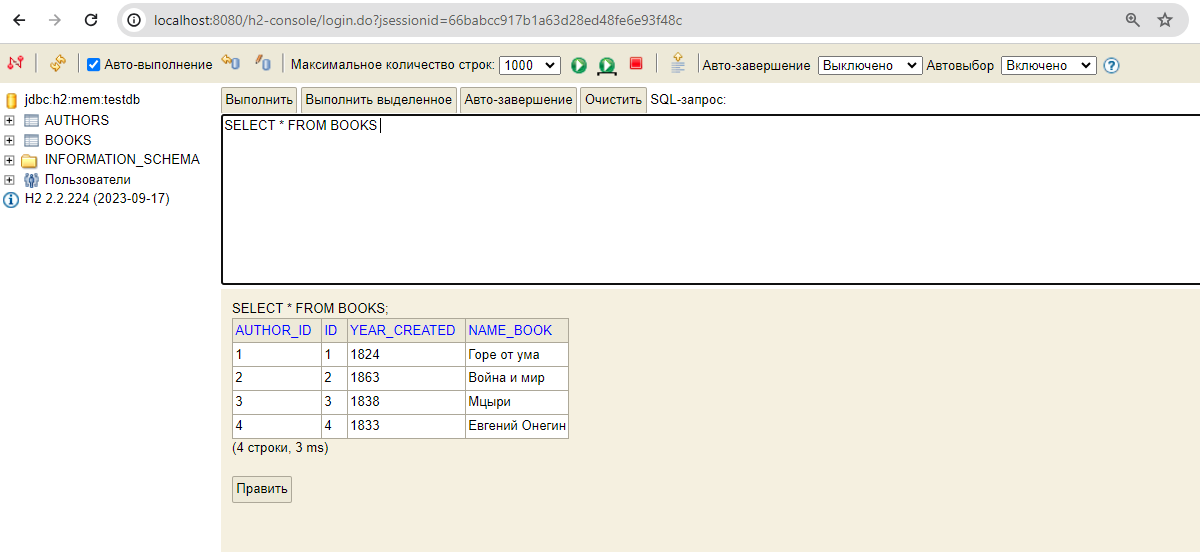 localhost:8080/h2-console/login.do?jsessionid=66babcc917b1a63d28ed48fe6e93f48c
Авто-выполнение Максимальное количество строк: 1000 Авто-завершение Выключено Автовыбор Включено
jdbc:h2:mem:testdb
AUTHORS
BOOKS
INFORMATION_SCHEMA
Пользователи
H2 2.2.224 (2023-09-17)
Выполнить Выполнить выделенное Авто-завершение Очистить SQL-запрос:
SELECT * FROM BOOKS
SELECT * FROM BOOKS;
AUTHOR_ID ID YEAR_CREATED NAME_BOOK
1 1 1824 Горе от ума
2 2 1863 Война и мир
3 3 1838 Мцыри
4 4 1833 Евгений Онегин
(4 строки, 3 ms)
Править